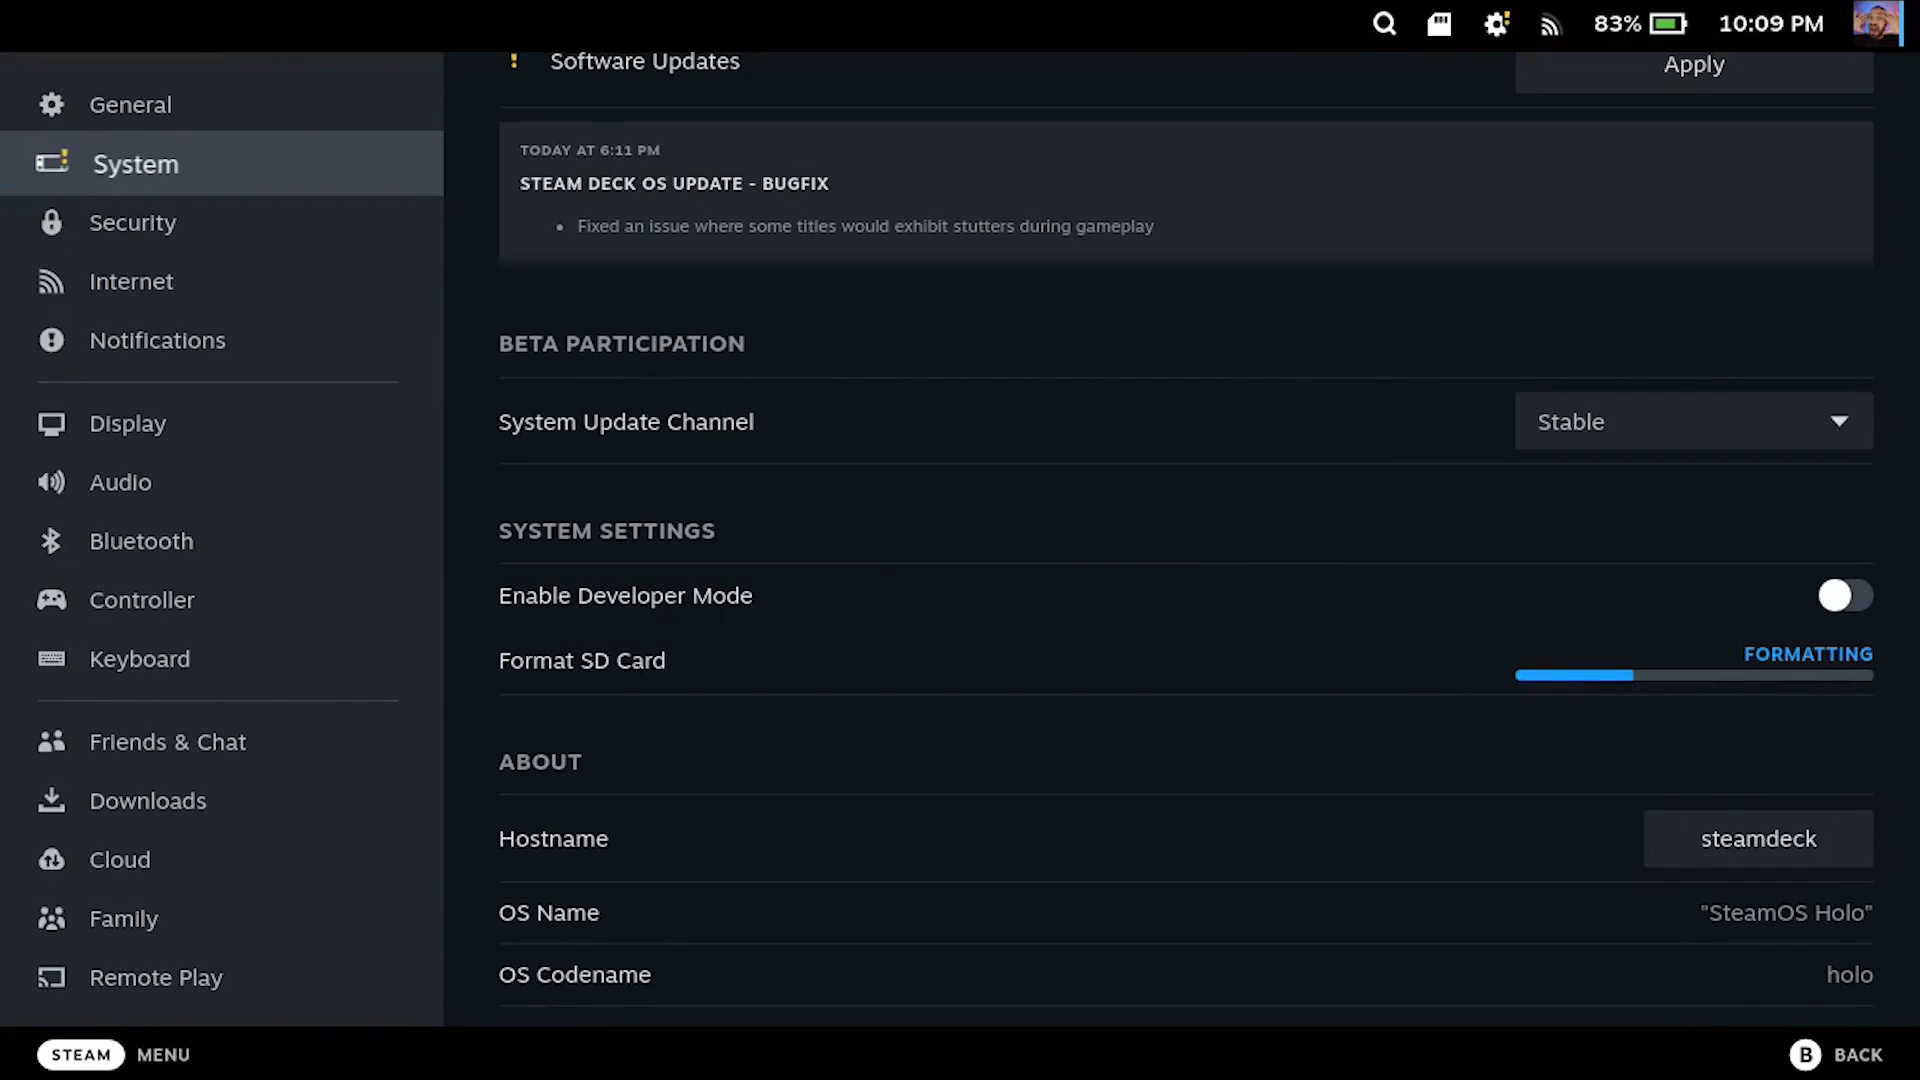 83%
10:09 PM
General
System
Security
Internet
Notifications
Display
Audio
Bluetooth
Controller
Keyboard
Friends & Chat
Downloads
Cloud
Family
Remote Play
Software Updates
Apply
TODAY AT 6:11 PM
STEAM DECK OS UPDATE - BUGFIX
• Fixed an issue where some titles would exhibit stutters during gameplay
BETA PARTICIPATION
System Update Channel
Stable
SYSTEM SETTINGS
Enable Developer Mode
Format SD Card
FORMATTING
ABOUT
Hostname
steamdeck
OS Name
"SteamOS Holo"
OS Codename
holo
STEAM MENU
B BACK